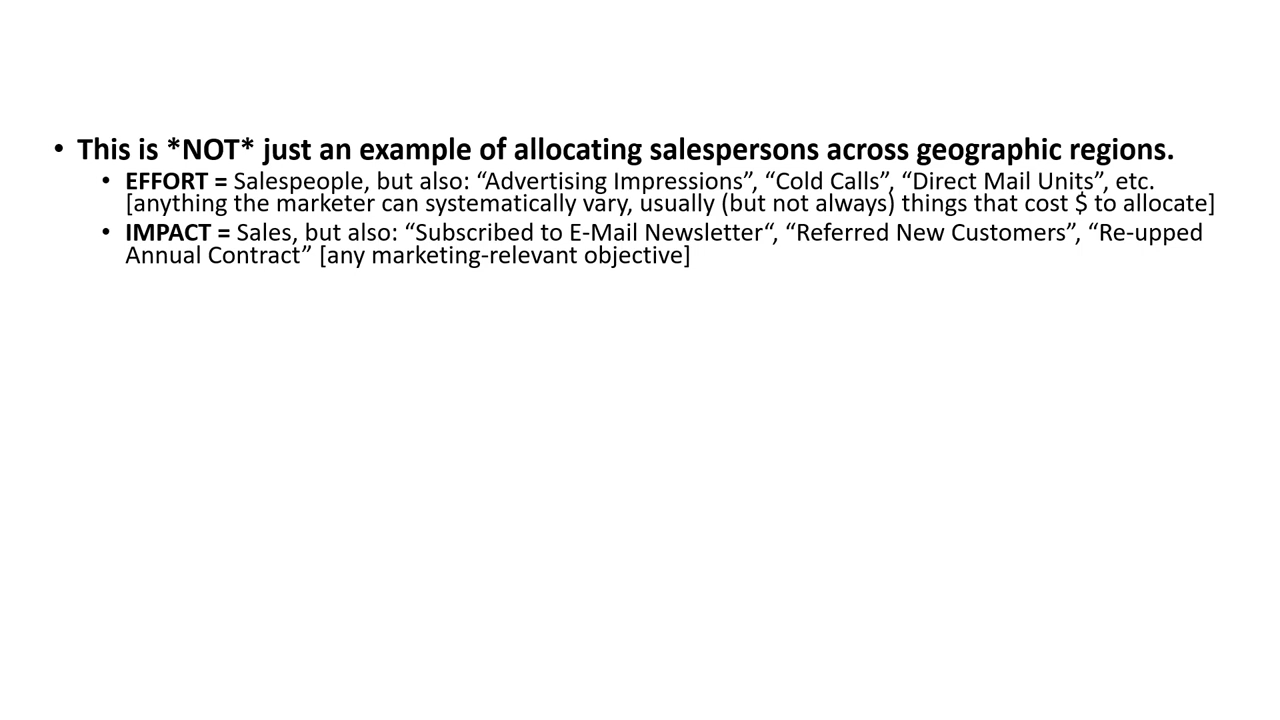 • This is *NOT* just an example of allocating salespersons across geographic regions.
• EFFORT = Salespeople, but also: “Advertising Impressions”, “Cold Calls”, “Direct Mail Units”, etc.
[anything the marketer can systematically vary, usually (but not always) things that cost $ to allocate]
• IMPACT = Sales, but also: “Subscribed to E-Mail Newsletter“, “Referred New Customers”, “Re-upped
Annual Contract” [any marketing-relevant objective]